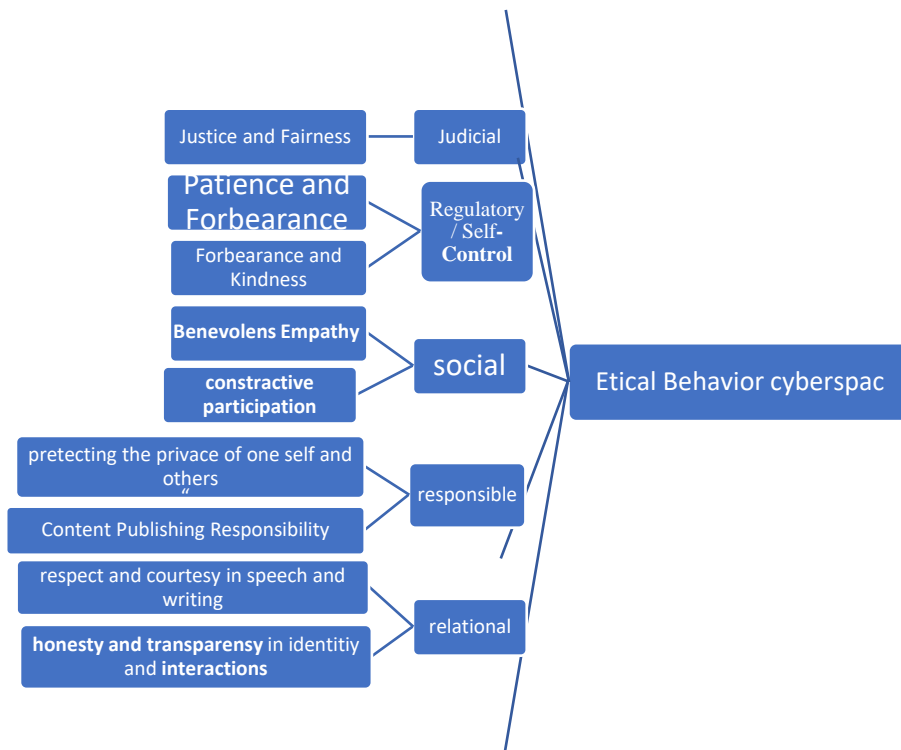 Justice and Fairness
Judicial
Patience and
Forbearance
Regulatory
/ Self-
Control
Forbearance and
Kindness
Benevolens Empathy
social
constractive
participation
Etical Behavior cyberspac
pretecting the privace of one self and
others
“
responsible
Content Publishing Responsibility
respect and courtesy in speech and
writing
relational
honesty and transparensy in identitiy
and interactions